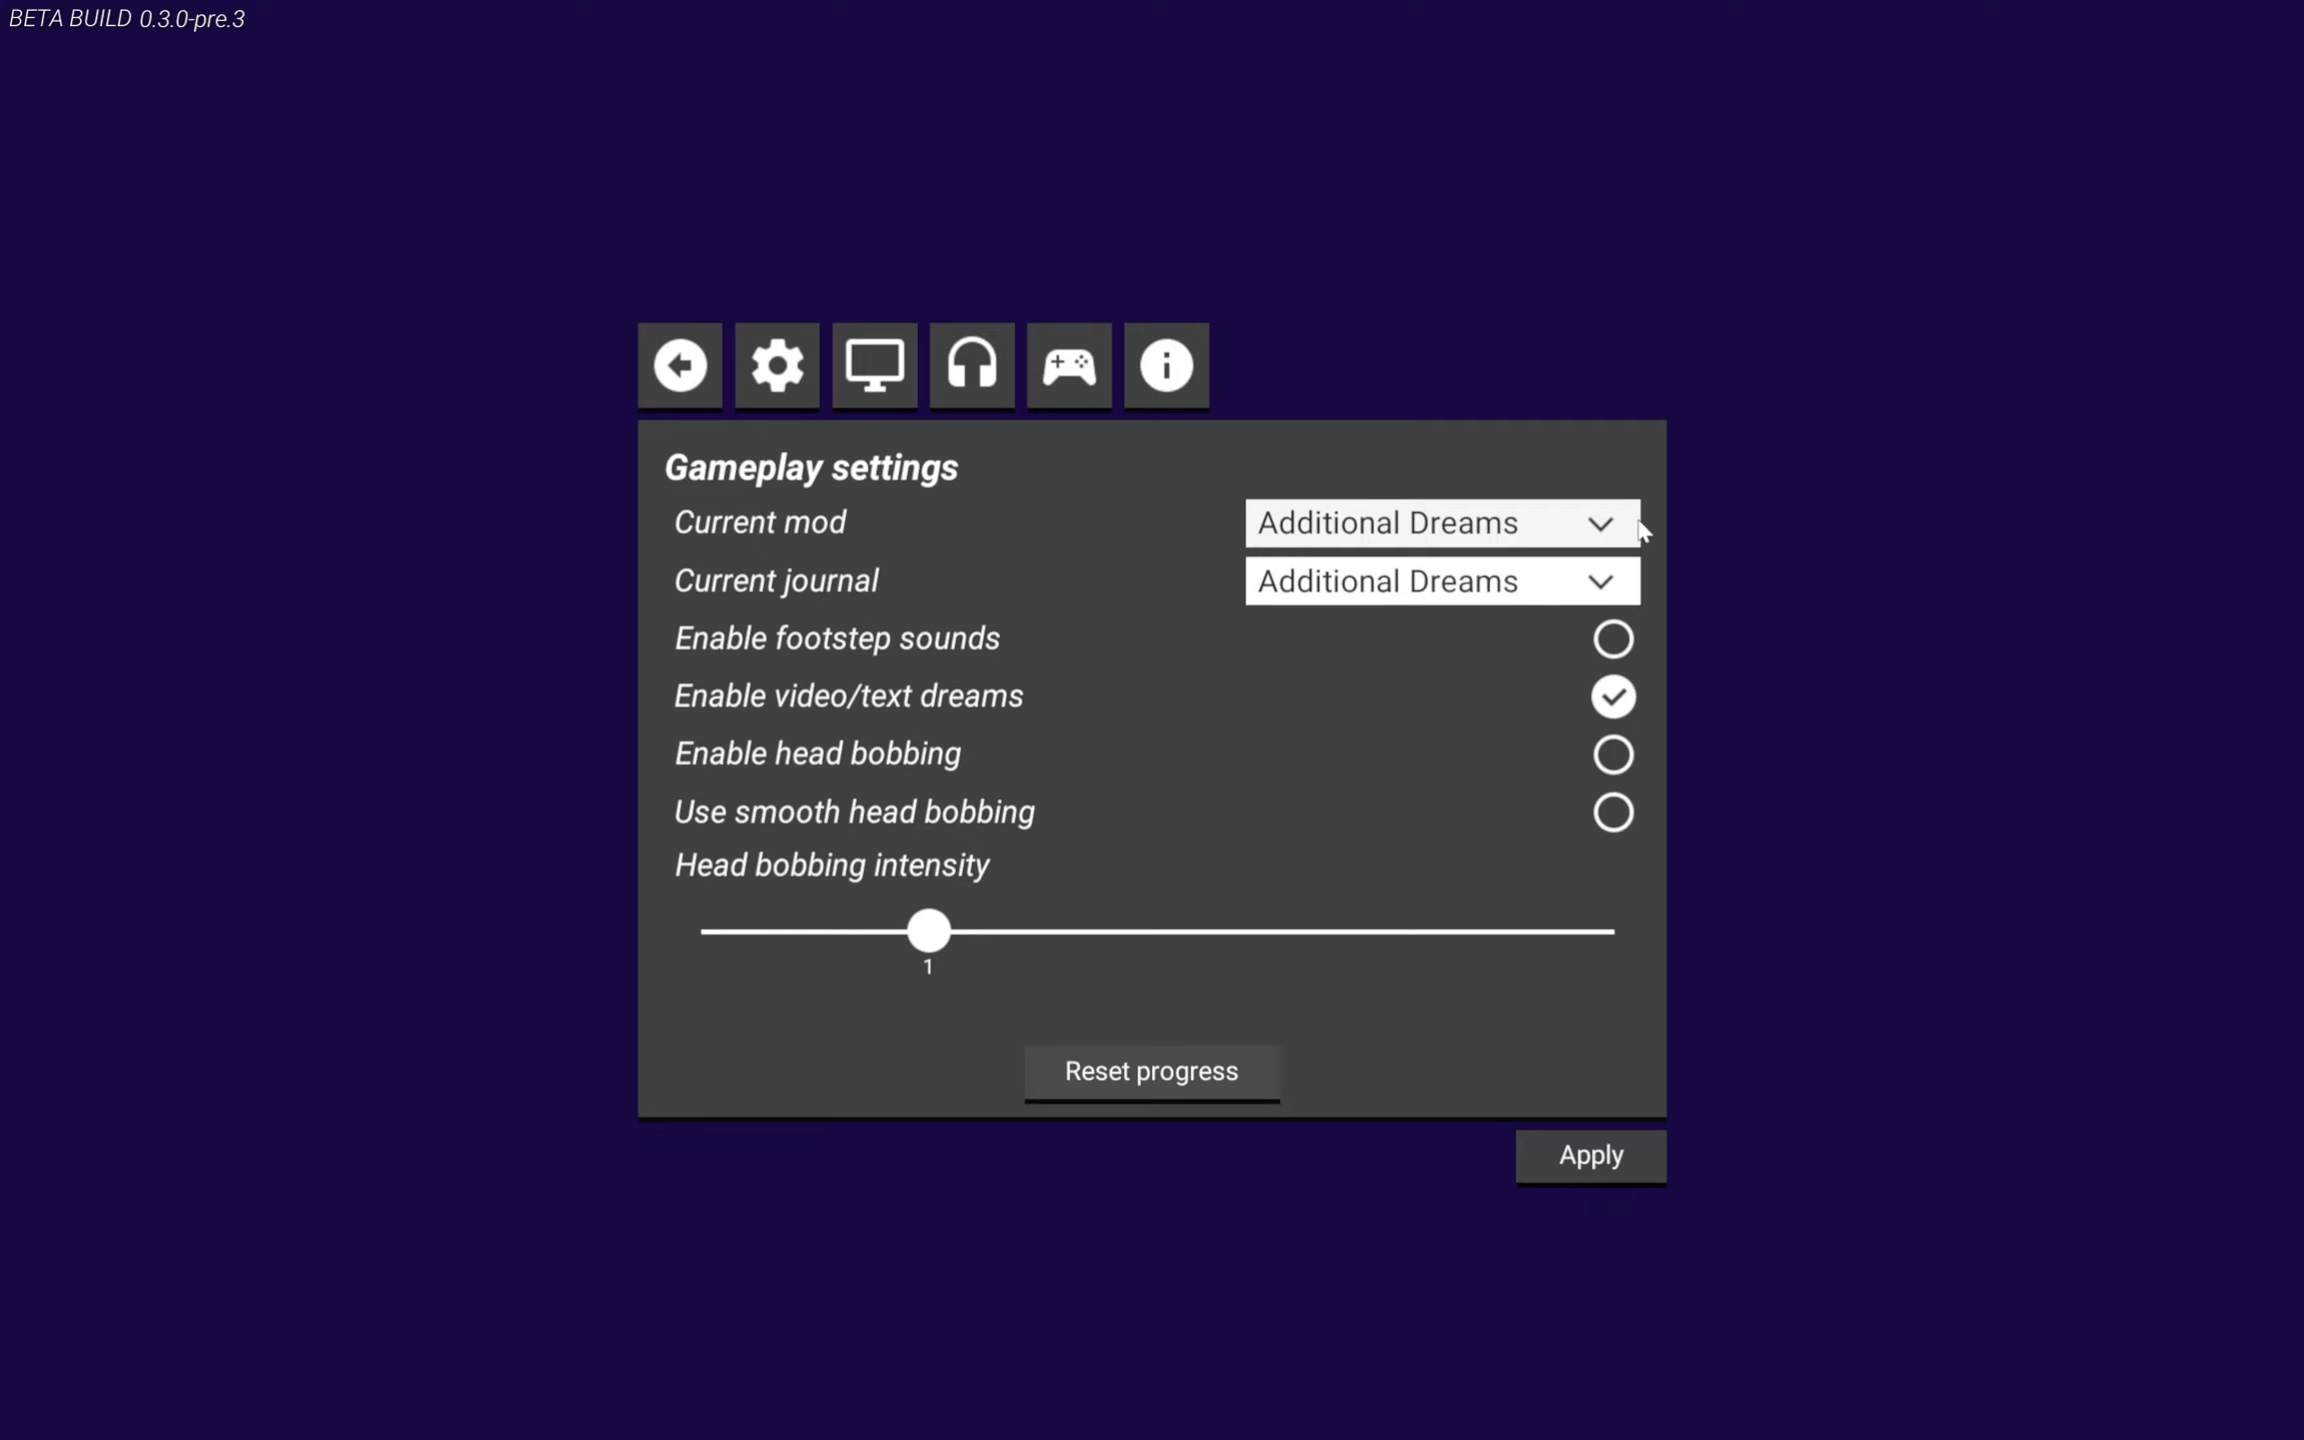 BETA BUILD 0.3.0-pre.3
Gameplay settings
Current mod
Additional Dreams
Current journal
Additional Dreams
Enable footstep sounds
Enable video/text dreams
Enable head bobbing
Use smooth head bobbing
Head bobbing intensity
1
Reset progress
Apply